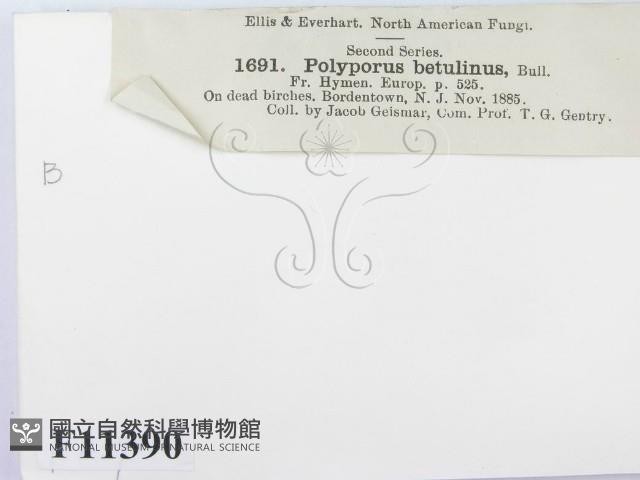 Ellis & Everhart. North American Fungi.
Second Series.
1691. Polyporus betulinus, Bull.
Fr. Hymen. Europ. p. 525.
On dead birches. Bordentown, N. J. Nov. 1885.
Coll. by Jacob Geismar, Com. Prof. T. G. Gentry.
B
國立自然科學博物館
NATIONAL MUSEUM OF NATURAL SCIENCE
F11390